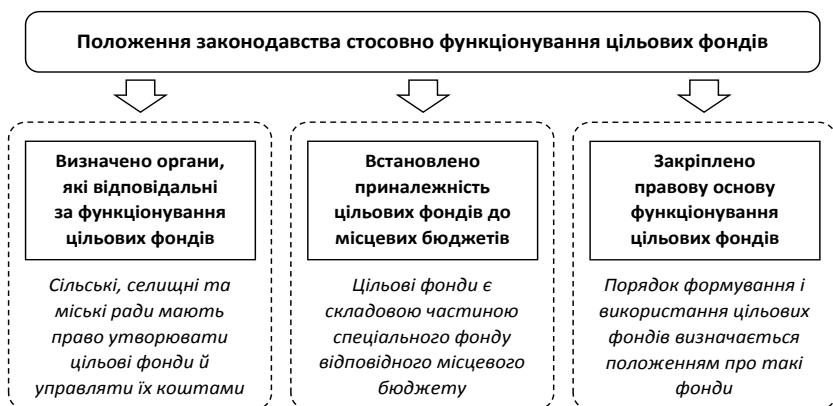 Положення законодавства стосовно функціонування цільових фондів
Визначено органи,
які відповідальні
за функціонування
цільових фондів
Сільські, селищні та
міські ради мають
право утворювати
цільові фонди й
управляти їх коштами
Встановлено
приналежність
цільових фондів до
місцевих бюджетів
Цільові фонди є
складовою частиною
спеціального фонду
відповідного місцевого
бюджету
Закріплено
правову основу
функціонування
цільових фондів
Порядок формування і
використання цільових
фондів визначається
положенням про такі
фонди